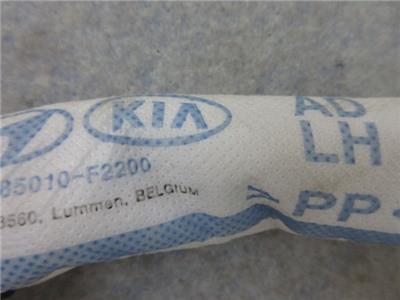 KIA
AD
LH
85010-F2200
3560, Lummen, BELGIUM
PP